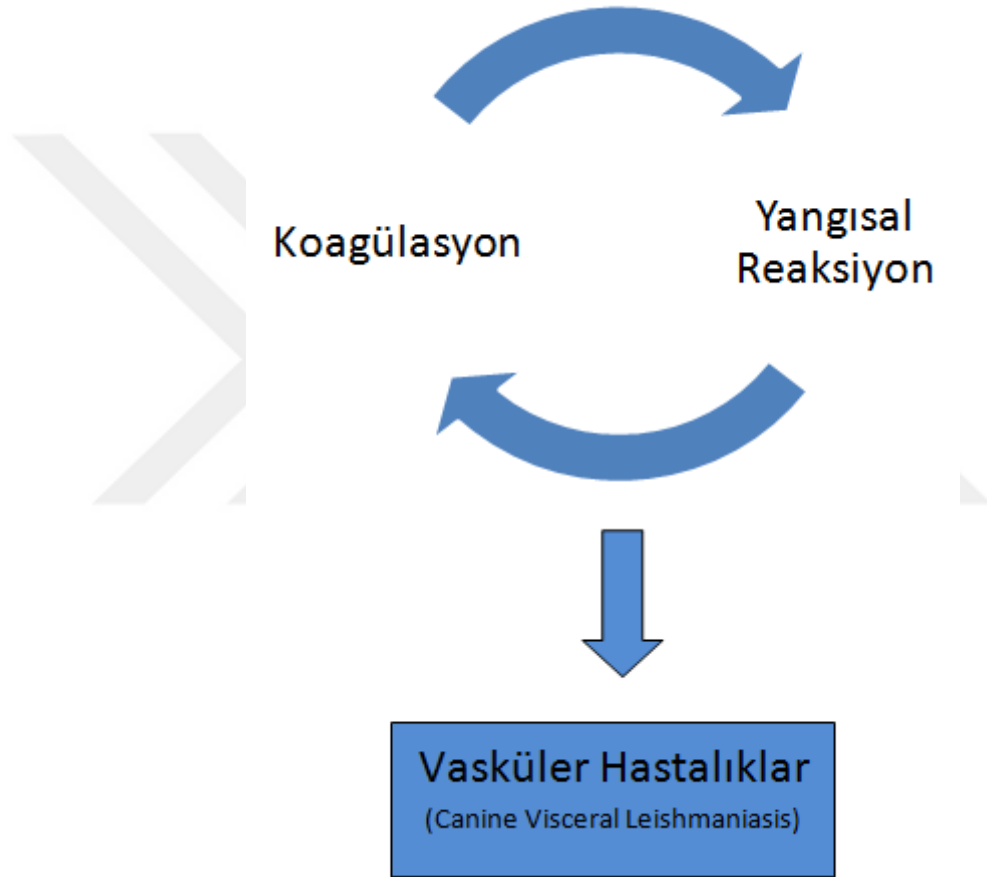 Koagülasyon
Yangısal
Reaksiyon
Vasküler Hastalıklar
(Canine Visceral Leishmaniasis)